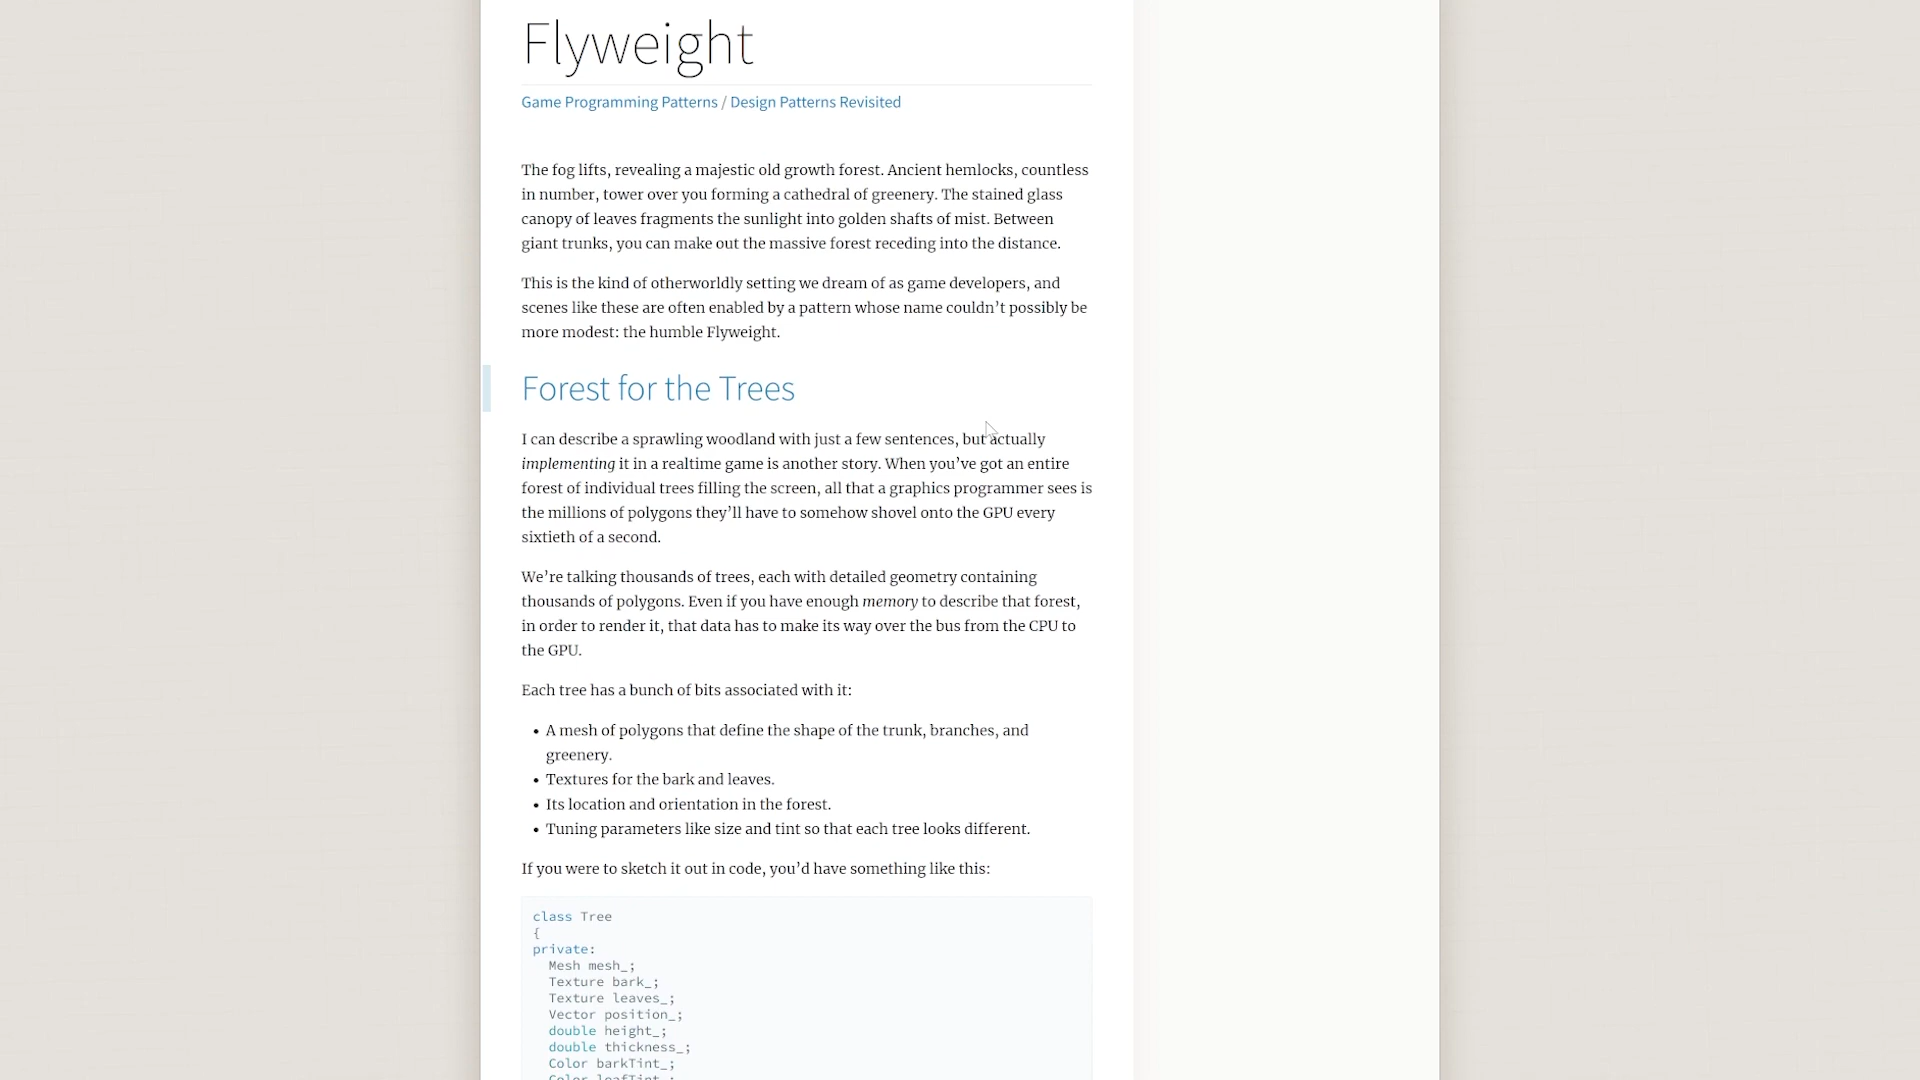 Flyweight
Game Programming Patterns / Design Patterns Revisited
The fog lifts, revealing a majestic old growth forest. Ancient hemlocks, countless
in number, tower over you forming a cathedral of greenery. The stained glass
canopy of leaves fragments the sunlight into golden shafts of mist. Between
giant trunks, you can make out the massive forest receding into the distance.
This is the kind of otherworldly setting we dream of as game developers, and
scenes like these are often enabled by a pattern whose name couldn’t possibly be
more modest: the humble Flyweight.
Forest for the Trees
I can describe a sprawling woodland with just a few sentences, but actually
implementing it in a realtime game is another story. When you’ve got an entire
forest of individual trees filling the screen, all that a graphics programmer sees is
the millions of polygons they’ll have to somehow shovel onto the GPU every
sixtieth of a second.
We’re talking thousands of trees, each with detailed geometry containing
thousands of polygons. Even if you have enough memory to describe that forest,
in order to render it, that data has to make its way over the bus from the CPU to
the GPU.
Each tree has a bunch of bits associated with it:
• A mesh of polygons that define the shape of the trunk, branches, and
greenery.
• Textures for the bark and leaves.
• Its location and orientation in the forest.
• Tuning parameters like size and tint so that each tree looks different.
If you were to sketch it out in code, you’d have something like this:
class Tree
{
private:
Mesh mesh_;
Texture bark_;
Texture leaves_;
Vector position_;
double height_;
double thickness_;
Color barkTint_;
Color leafTint_;